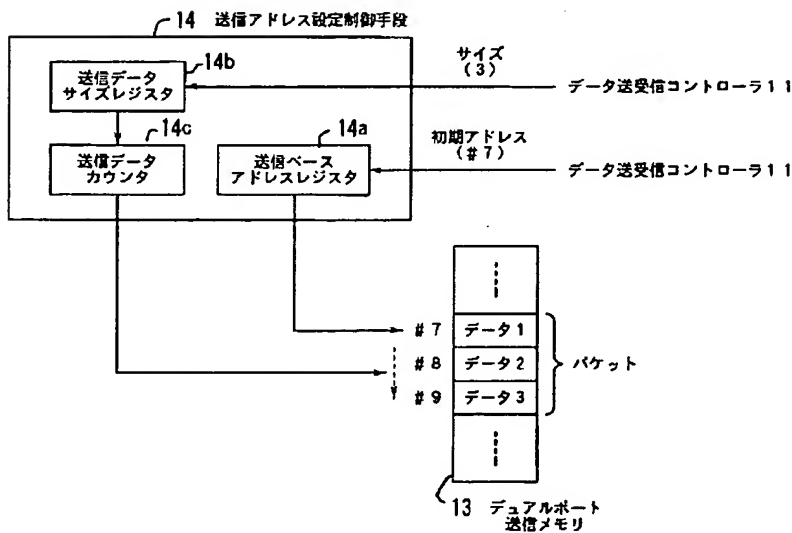 14 送信アドレス設定制御手段
14b
送信データ
サイズレジスタ
サイズ
(3)
データ送受信コントローラ11
14c
送信データ
カウンタ
14a
送信ベース
アドレスレジスタ
初期アドレス
(#7)
データ送受信コントローラ11
#7 データ1
#8 データ2
#9 データ3
パケット
13 デュアルポート
送信メモリ